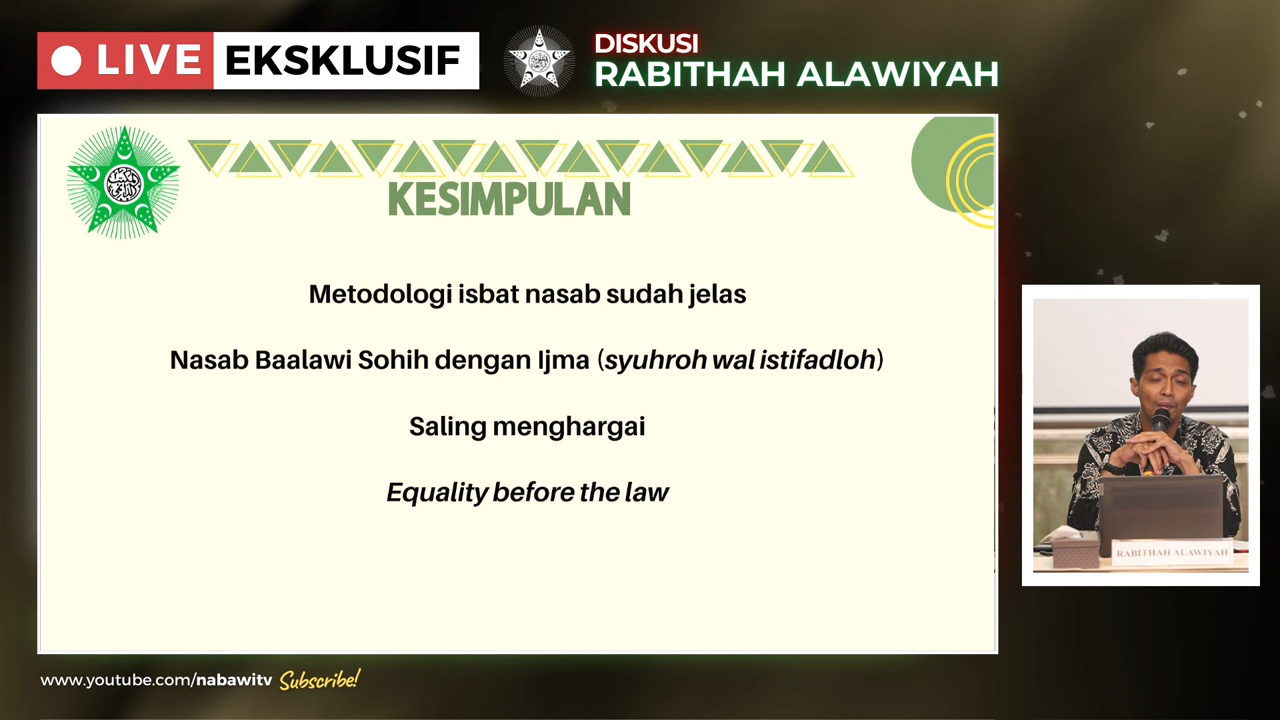 LIVE EKSKLUSIF
DISKUSI
RABITHAH ALAWIYAH
KESIMPULAN
Metodologi isbat nasab sudah jelas
Nasab Baalawi Sohih dengan Ijma (syuhroh wal istifadloh)
Saling menghargai
Equality before the law
RABITHAH ALAWIYAH
www.youtube.com/nabawitv Subscribe!